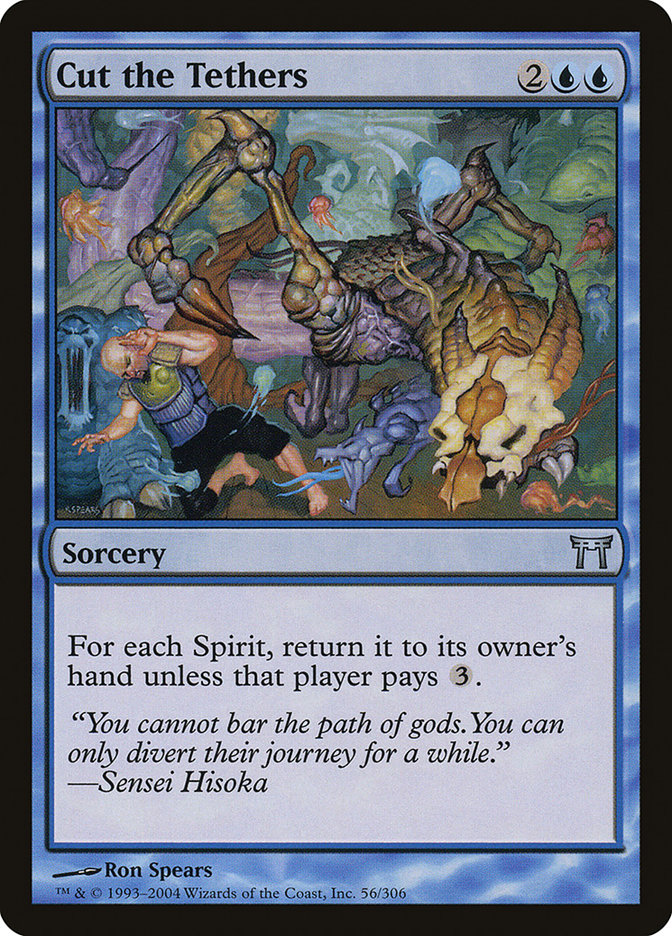 Cut the Tethers 2
K.SPEARS
Sorcery
For each Spirit, return it to its owner's
hand unless that player pays 3.
"You cannot bar the path of gods. You can
only divert their journey for a while."
—Sensei Hisoka
Ron Spears
™ & © 1993–2004 Wizards of the Coast, Inc. 56/306